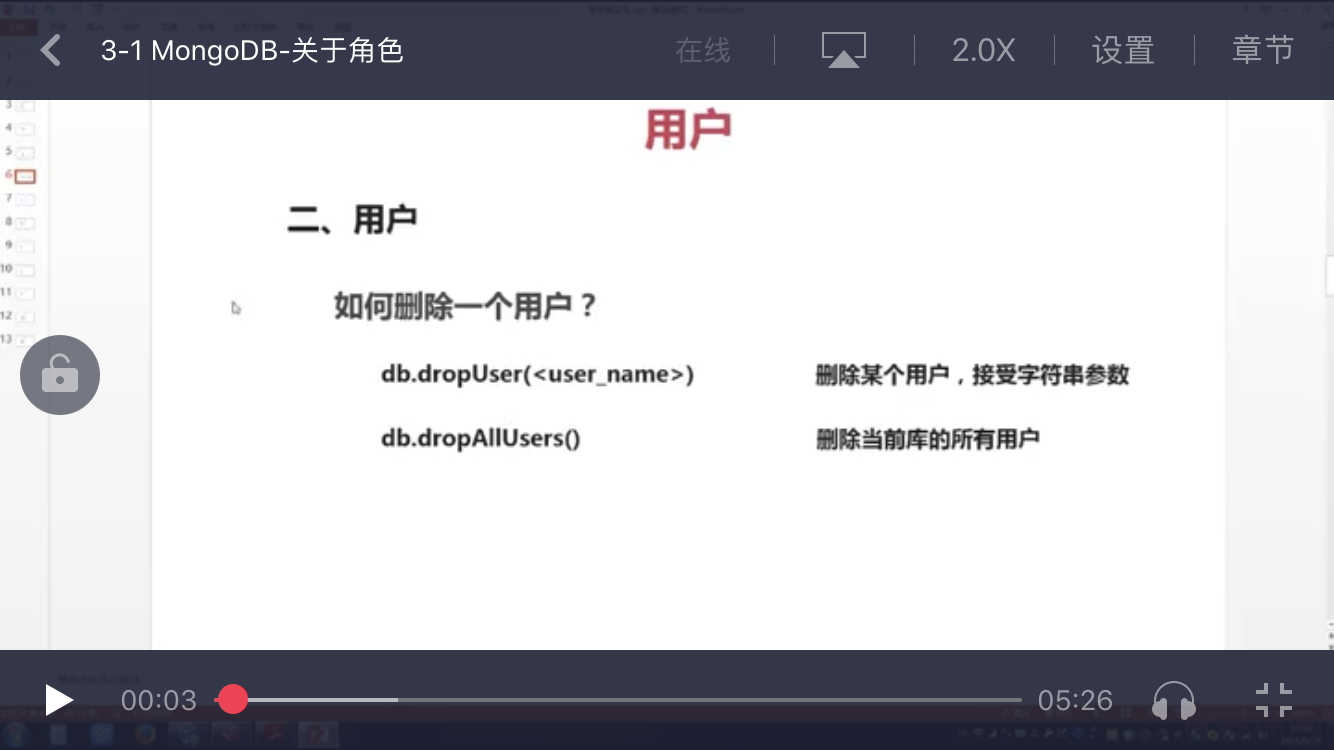 3-1 MongoDB-关于角色 在线 2.0X 设置 章节
用户
二、用户
如何删除一个用户？
db.dropUser(<user_name>) 删除某个用户，接受字符串参数
db.dropAllUsers() 删除当前库的所有用户
3
4
5
6
7
8
9
10
11
12
13
00:03 05:26